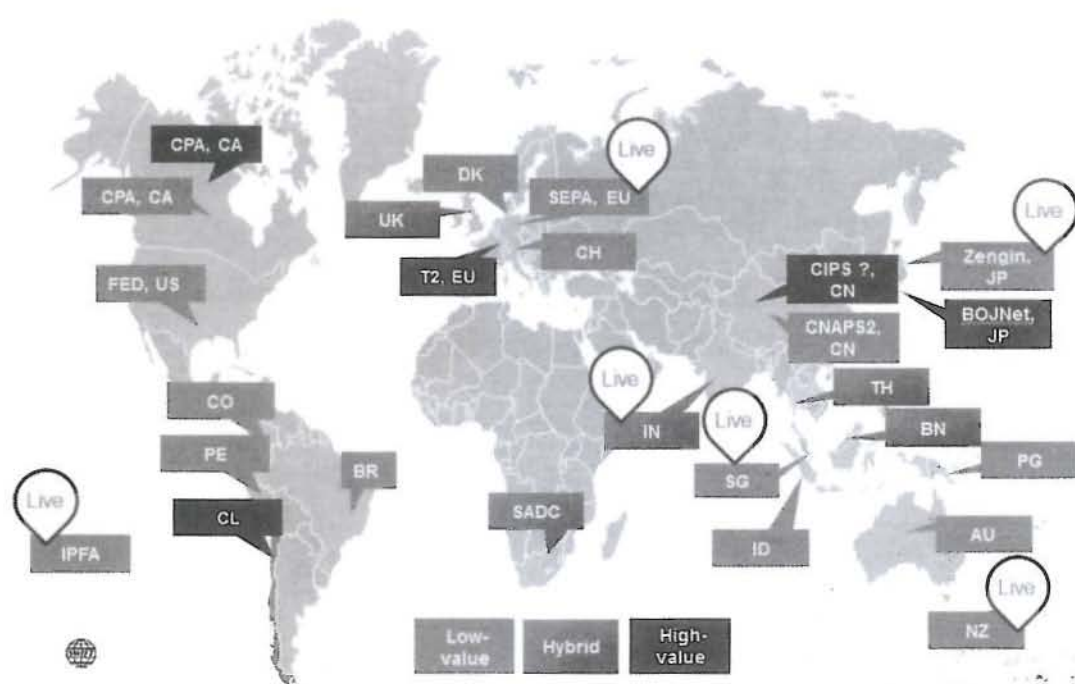 CPA, CA
CPA, CA
FED, US
DK
SEPA, EU
Live
UK
CH
T2, EU
CIPS ?,
CN
CNAPS2,
CN
Live
Zengin,
JP
BOJNet,
JP
CO
PE
BR
CL
Live
IPFA
SADC
Live
IN
Live
SG
ID
TH
BN
PG
AU
Live
NZ
Low-
value
Hybrid
High-
value
SWIFT